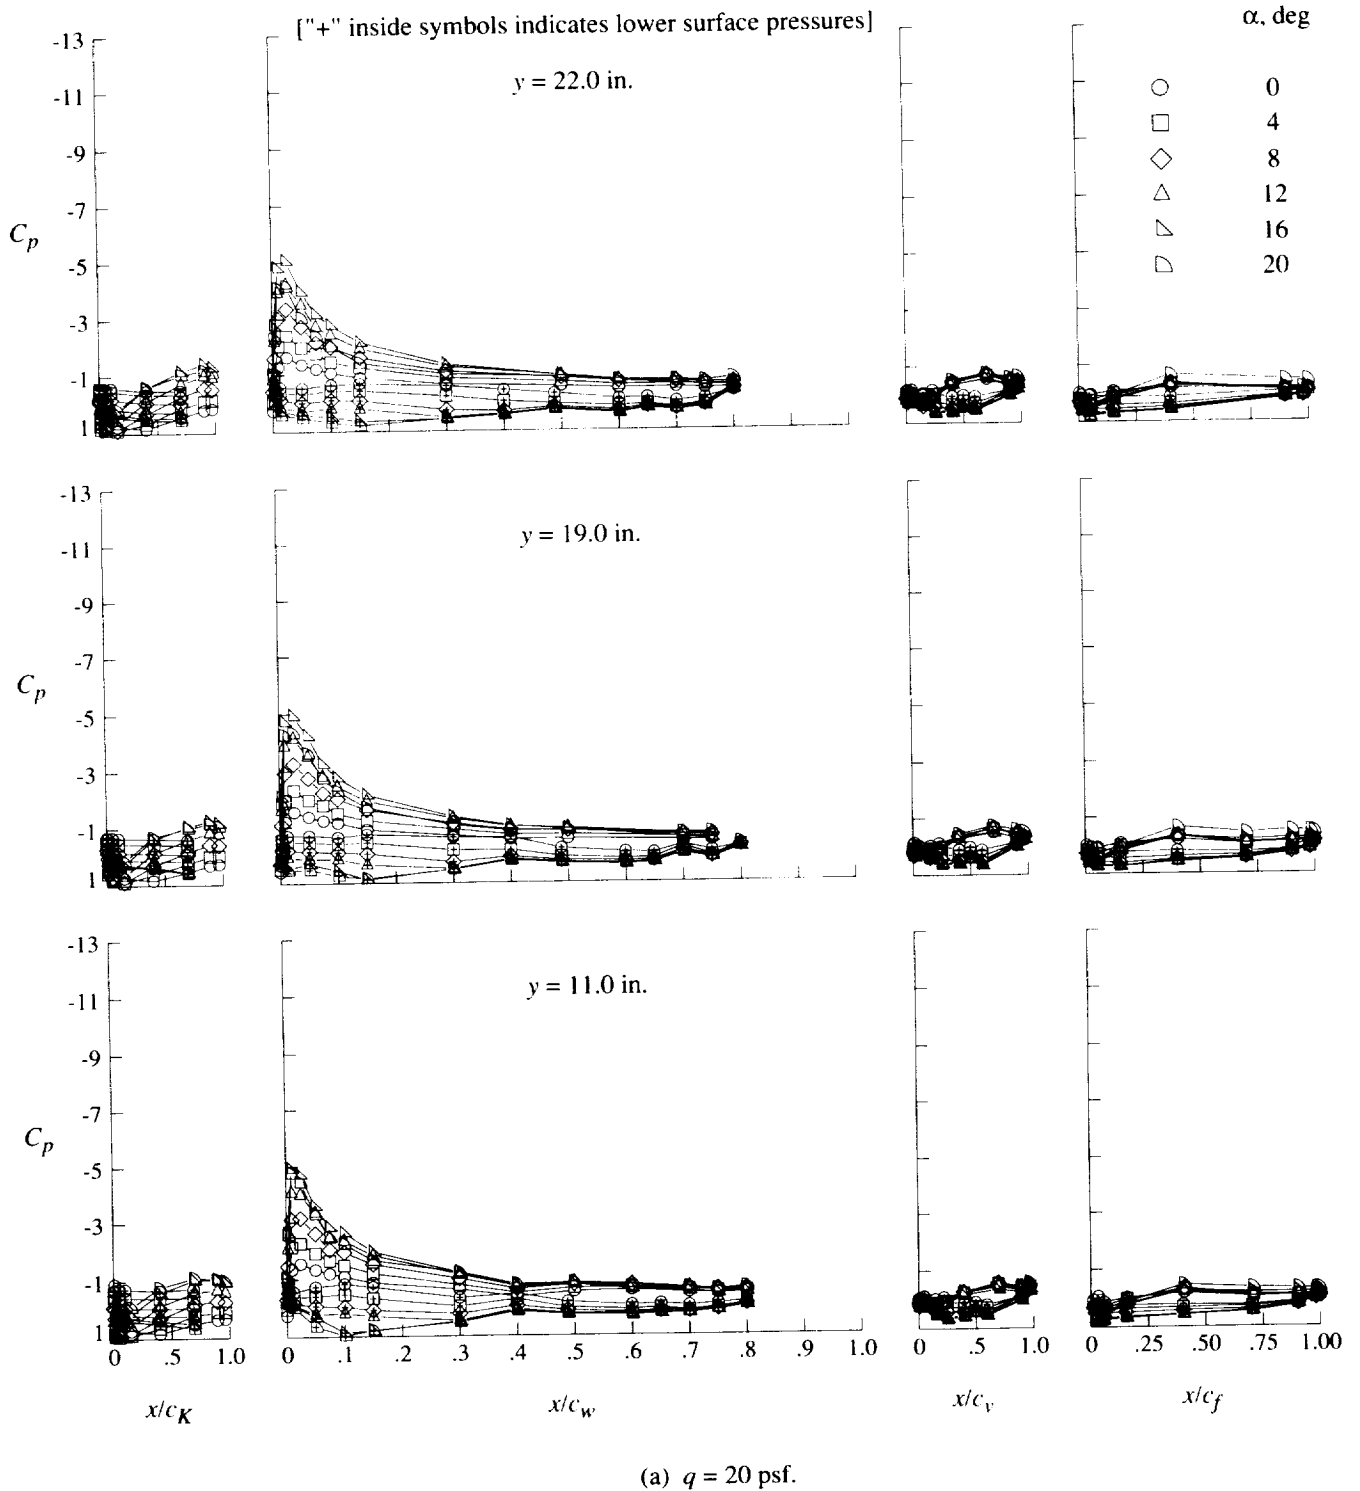 ["+" inside symbols indicates lower surface pressures]
α, deg
0
4
8
12
16
20
y = 22.0 in.
-13
-11
-9
-7
-5
-3
-1
1
C_p
y = 19.0 in.
-13
-11
-9
-7
-5
-3
-1
1
C_p
y = 11.0 in.
-13
-11
-9
-7
-5
-3
-1
1
C_p
0 .5 1.0
0 .1 .2 .3 .4 .5 .6 .7 .8 .9 1.0
0 .5 1.0
0 .25 .50 .75 1.00
x/c_K
x/c_w
x/c_v
x/c_f
(a) q = 20 psf.